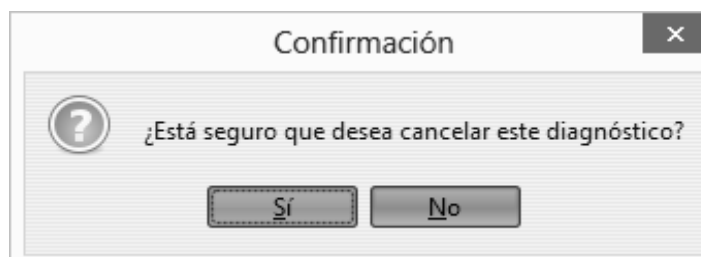 Confirmación
¿Está seguro que desea cancelar este diagnóstico?
Sí No